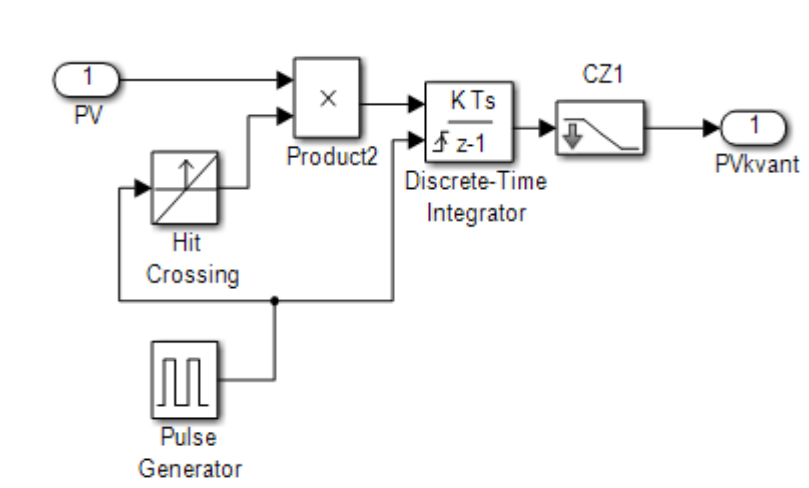 CZ1
1
PV
×
Product2
K Ts
z-1
Discrete-Time
Integrator
1
PVkvant
Hit
Crossing
Pulse
Generator